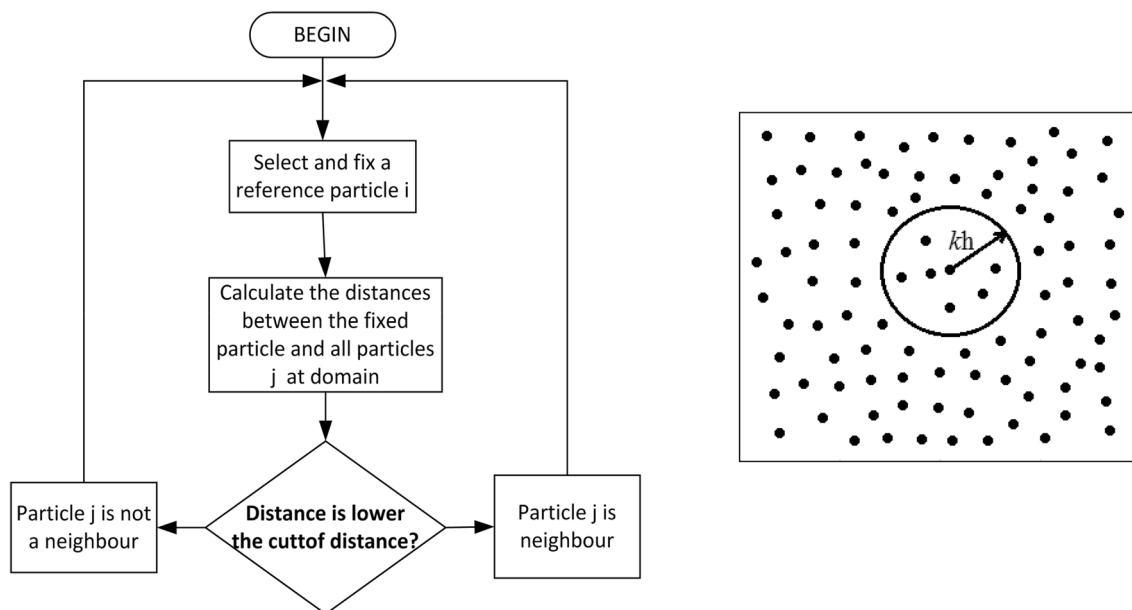 BEGIN
Select and fix a
reference particle i
Calculate the distances
between the fixed
particle and all particles
j at domain
Distance is lower
the cuttof distance?
Particle j is not
a neighbour
Particle j is
neighbour
kh